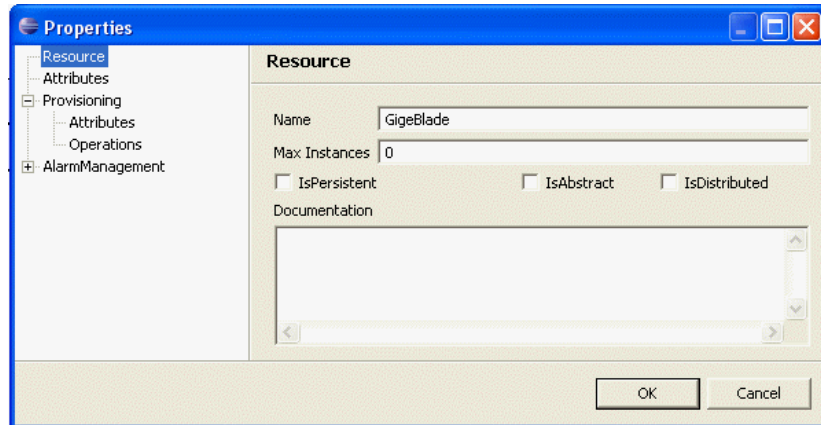 Properties
Resource
Attributes
Provisioning
Attributes
Operations
AlarmManagement
Resource
Name GigeBlade
Max Instances 0
IsPersistent IsAbstract IsDistributed
Documentation
OK Cancel